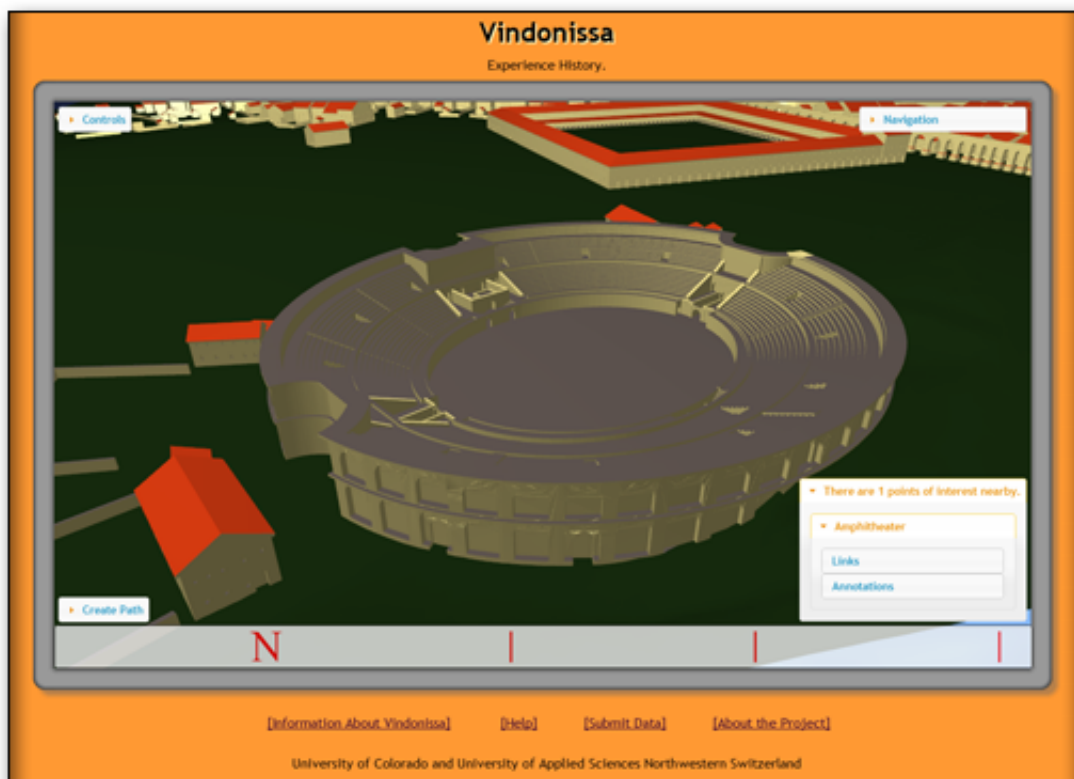 Vindonissa
Experience History.
Controls
Navigation
There are 1 points of interest nearby.
Amphitheater
Links
Annotations
Create Path
N
[Information About Vindonissa] [Help] [Submit Data] [About the Project]
University of Colorado and University of Applied Sciences Northwestern Switzerland